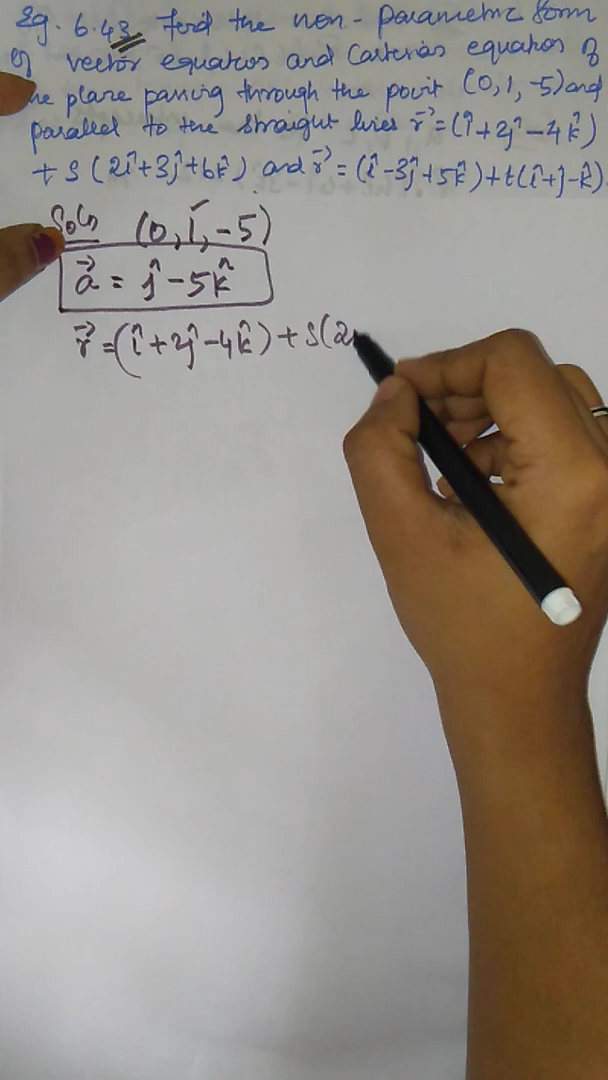 Eg. 6.43 Find the non-Parametric form
of vector equation and Cartesian equation of
he plane passing through the point (0,1,-5) and
parallel to the straight lines r⃗=(î+2ĵ-4k̂)
+ s(2î+3ĵ+6k̂) and r⃗=(î-3ĵ+5k̂)+t(î+j-k̂).
Soln (0,1,-5)
a⃗ = ĵ-5k̂
r⃗=(î+2ĵ-4k̂)+s(2